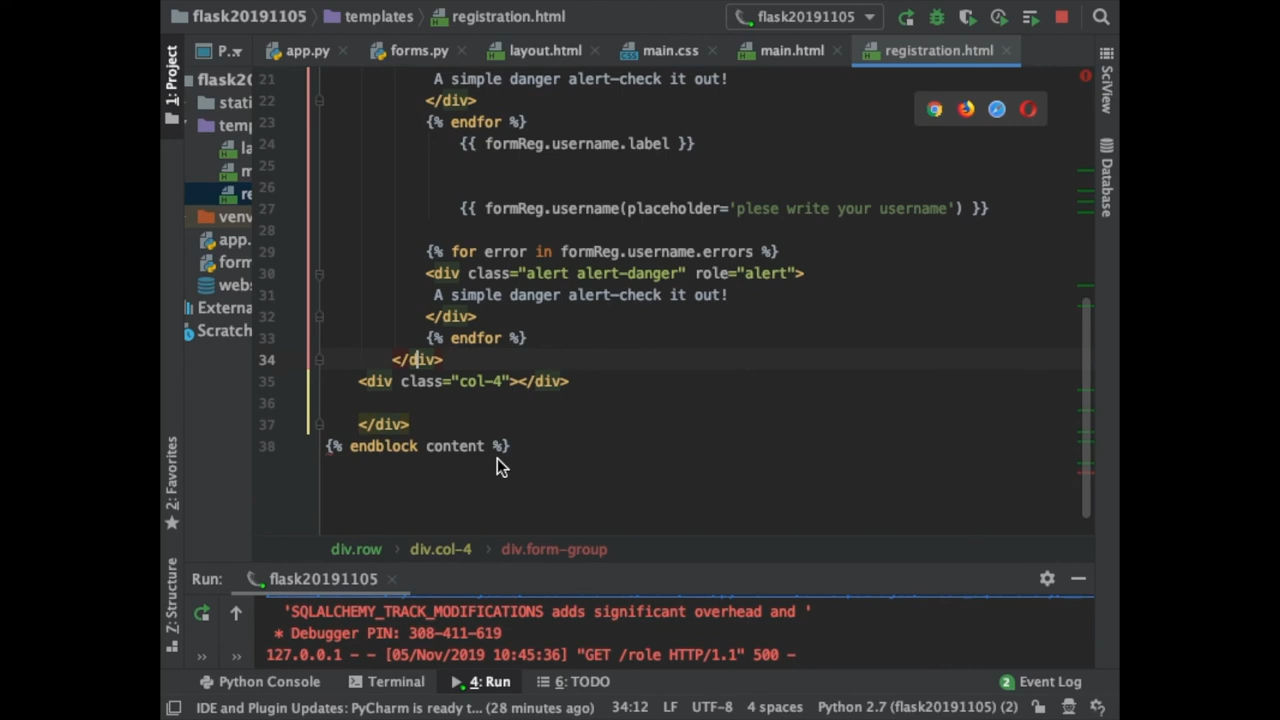 flask20191105 templates registration.html flask20191105
1: Project P... app.py forms.py layout.html main.css main.html registration.html
flask2
stati
temp
la
m
re
venv
app.
form
webs
Externa
Scratch
21 A simple danger alert—check it out!
22 </div>
23 {% endfor %}
24 {{ formReg.username.label }}
25
26
27 {{ formReg.username(placeholder='plese write your username') }}
28
29 {% for error in formReg.username.errors %}
30 <div class="alert alert-danger" role="alert">
31 A simple danger alert—check it out!
32 </div>
33 {% endfor %}
34 </div>
35 <div class="col-4"></div>
36
37 </div>
38 {% endblock content %}
SciView
Database
2: Favorites
7: Structure
div.row › div.col-4 › div.form-group
Run: flask20191105
'SQLALCHEMY_TRACK_MODIFICATIONS adds significant overhead and '
* Debugger PIN: 308-411-619
127.0.0.1 - - [05/Nov/2019 10:45:36] "GET /role HTTP/1.1" 500 -
Python Console Terminal 4: Run 6: TODO 2 Event Log
IDE and Plugin Updates: PyCharm is ready t... (28 minutes ago) 34:12 LF UTF-8 4 spaces Python 2.7 (flask20191105) (2)